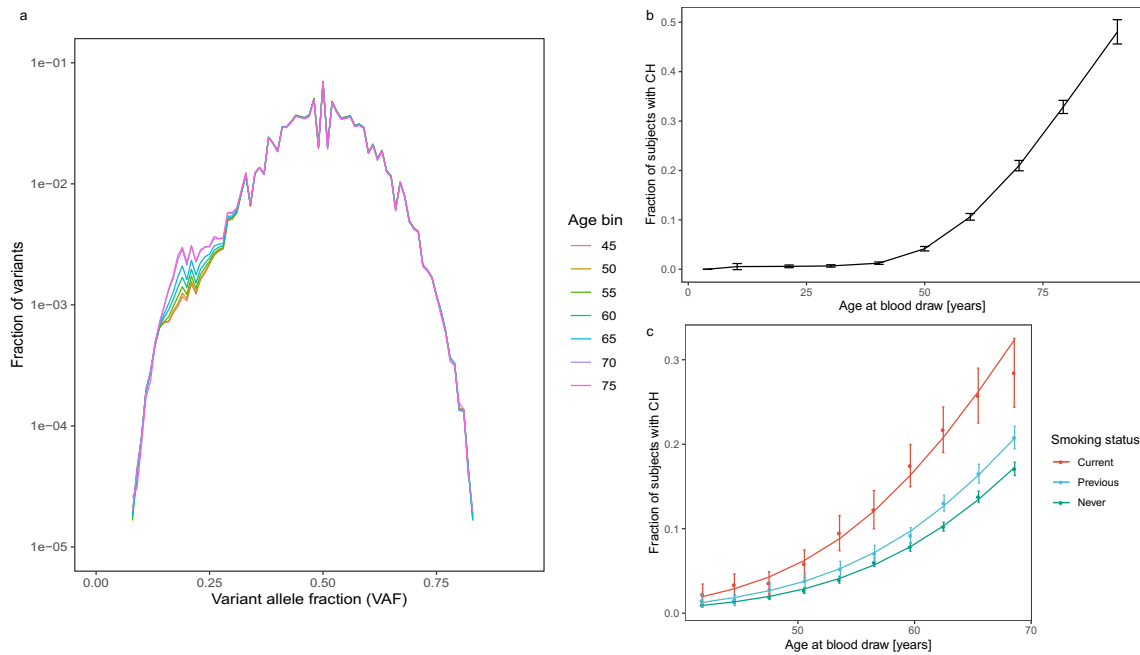 a
1e−01
1e−02
1e−03
1e−04
1e−05
Fraction of variants
0.00
0.25
0.50
0.75
Variant allele fraction (VAF)
Age bin
45
50
55
60
65
70
75
b
0.5
0.4
0.3
0.2
0.1
0.0
Fraction of subjects with CH
0
25
50
75
Age at blood draw [years]
c
0.3
0.2
0.1
0.0
Fraction of subjects with CH
50
60
70
Age at blood draw [years]
Smoking status
Current
Previous
Never